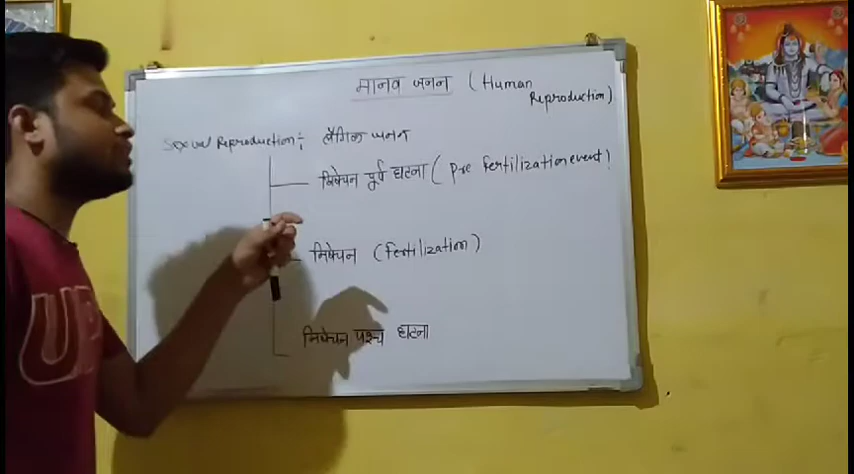 मानव जनन (Human
Reproduction)
Sexual Reproduction ÷ लैंगिक जनन
निषेचन पूर्व घटना ( Pre fertilization event)
निषेचन (fertilization)
निषेचन पश्च घटना